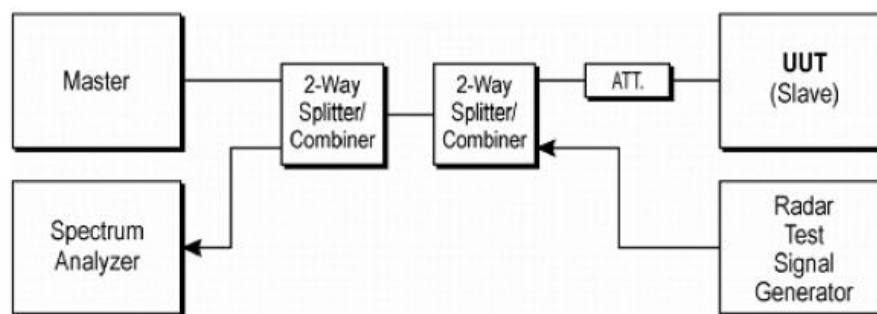 Master
2-Way
Splitter/
Combiner
2-Way
Splitter/
Combiner
ATT.
UUT
(Slave)
Spectrum
Analyzer
Radar
Test
Signal
Generator